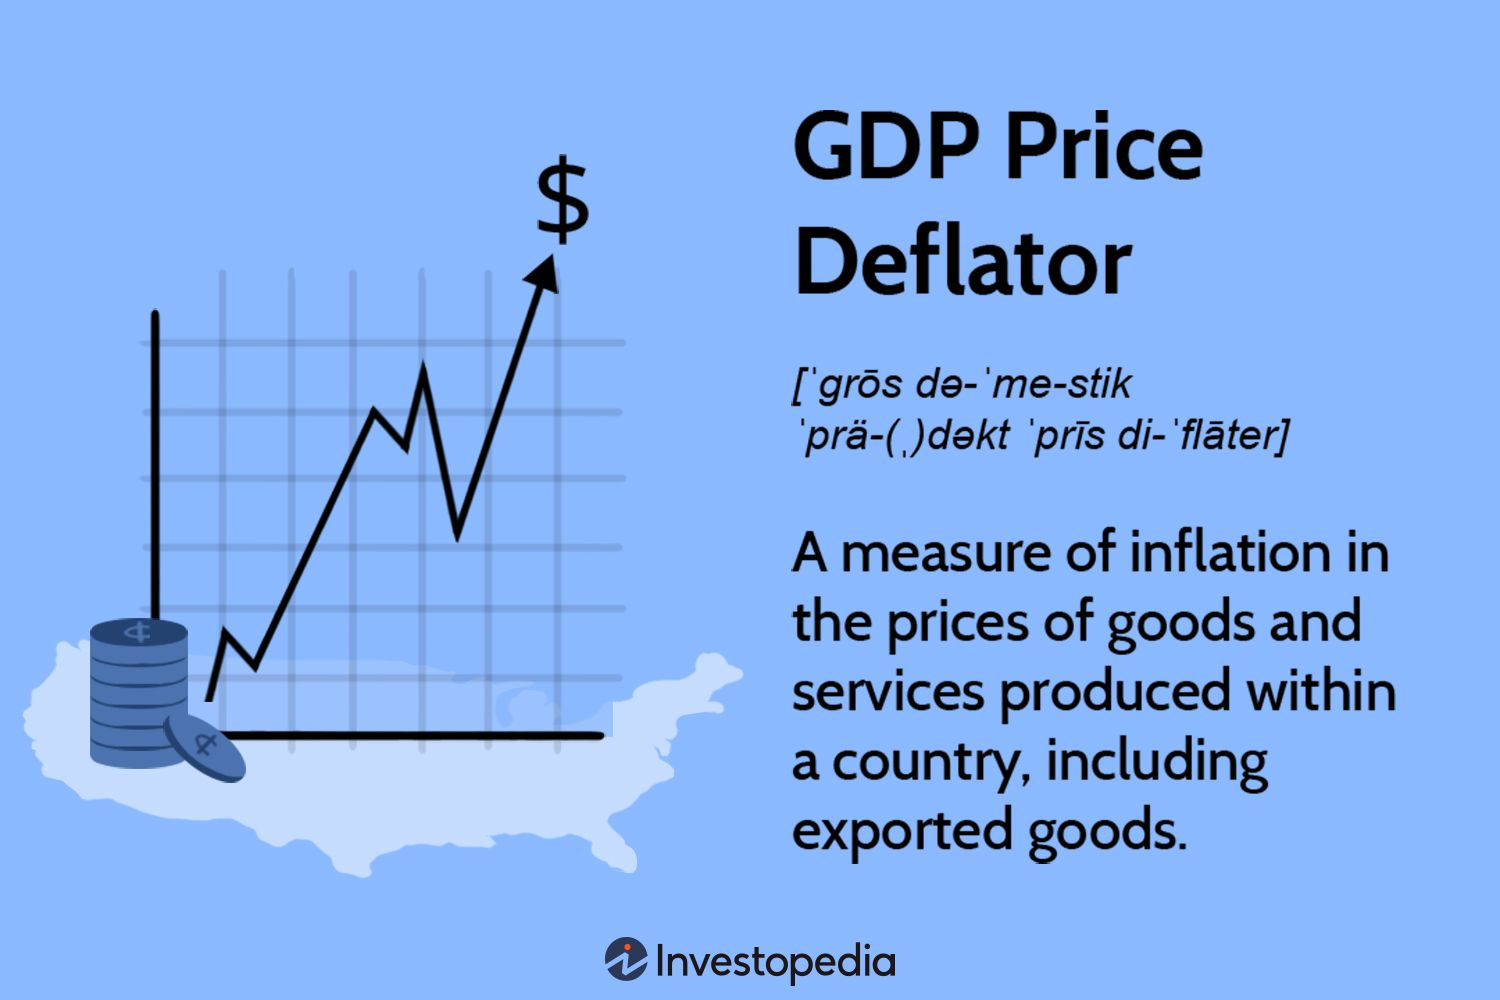 $
GDP Price
Deflator
[ˈgrōs də-ˈme-stik
ˈprä-(ˌ)dəkt ˈprīs di-ˈflāter]
A measure of inflation in
the prices of goods and
services produced within
a country, including
exported goods.
Investopedia